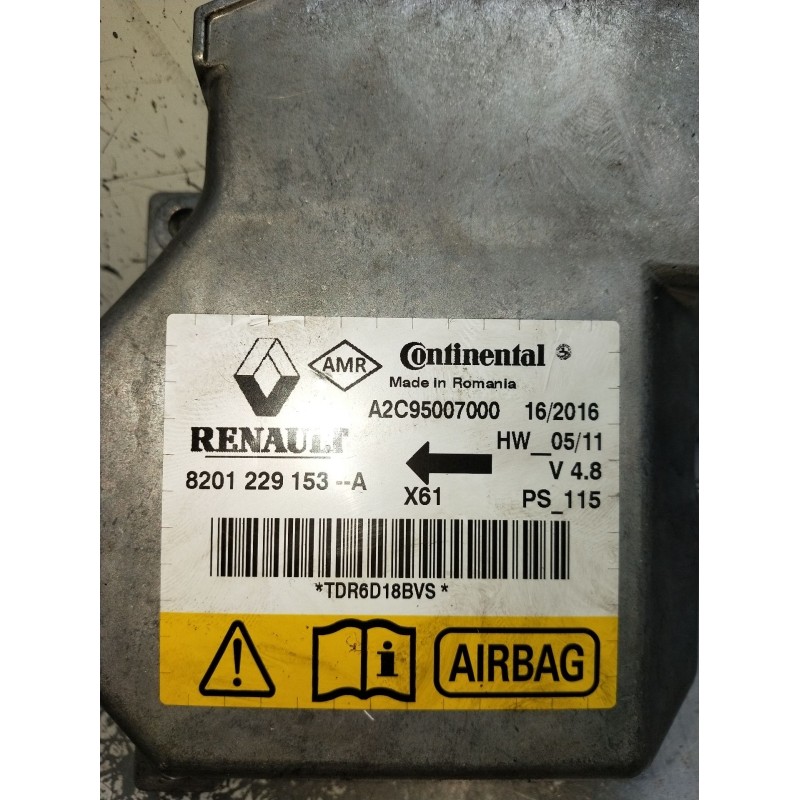 AMR Continental
Made in Romania
A2C95007000 16/2016
RENAULT HW__05/11
8201 229 153 --A V 4.8
X61 PS_115
*TDR6D18BVS*
AIRBAG